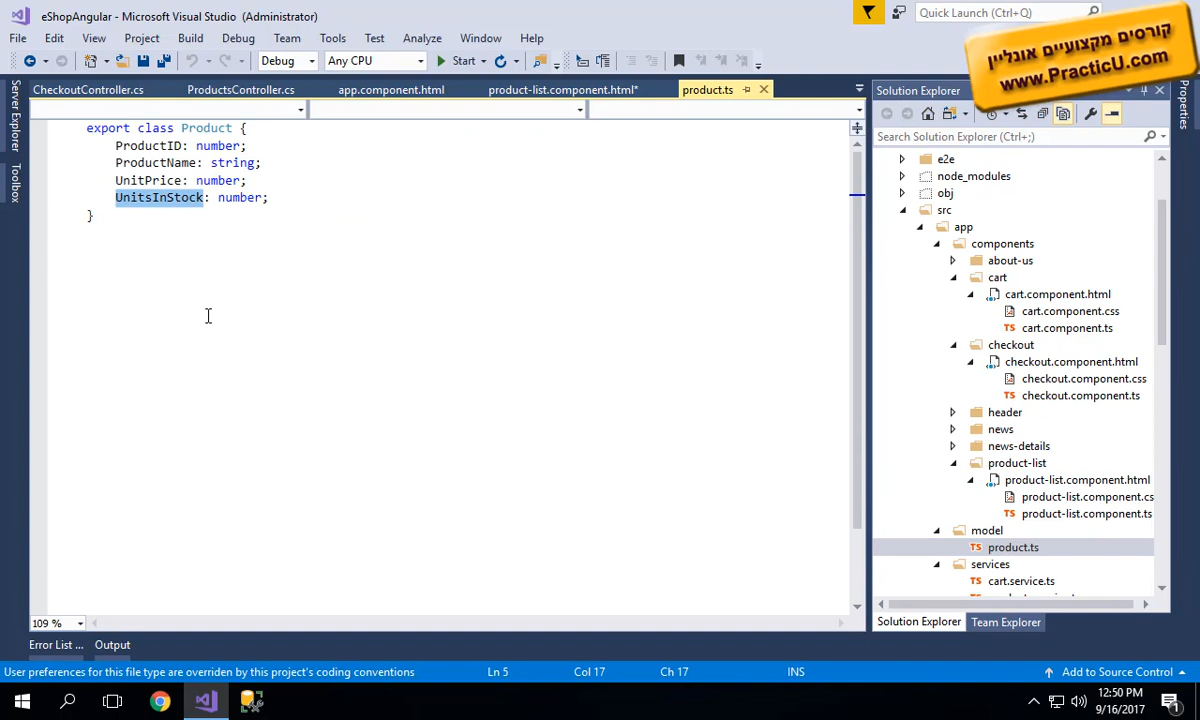 eShopAngular - Microsoft Visual Studio (Administrator)
Quick Launch (Ctrl+Q)
קורסים מקצועיים אונליין
www.PracticU.com
File Edit View Project Build Debug Team Tools Test Analyze Window Help
Debug Any CPU Start
CheckoutController.cs ProductsController.cs app.component.html product-list.component.html* product.ts
Server Explorer
Toolbox
export class Product {
ProductID: number;
ProductName: string;
UnitPrice: number;
UnitsInStock: number;
}
Solution Explorer
Search Solution Explorer (Ctrl+;)
e2e
node_modules
obj
src
app
components
about-us
cart
cart.component.html
cart.component.css
cart.component.ts
checkout
checkout.component.html
checkout.component.css
checkout.component.ts
header
news
news-details
product-list
product-list.component.html
product-list.component.cs
TS product-list.component.ts
model
TS product.ts
services
TS cart.service.ts
Properties
109 %
Solution Explorer Team Explorer
Error List ... Output
User preferences for this file type are overriden by this project's coding conventions Ln 5 Col 17 Ch 17 INS Add to Source Control
12:50 PM
9/16/2017
1